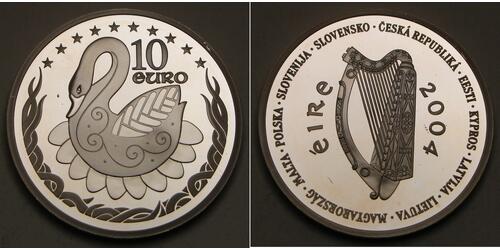 10
euro
MALTA · POLSKA · SLOVENIJA · SLOVENSKO · ČESKÁ REPUBLIKA · EESTI · KYPROS · LATVIJA · LIETUVA · MAGYARORSZÁG ·
éire
2004